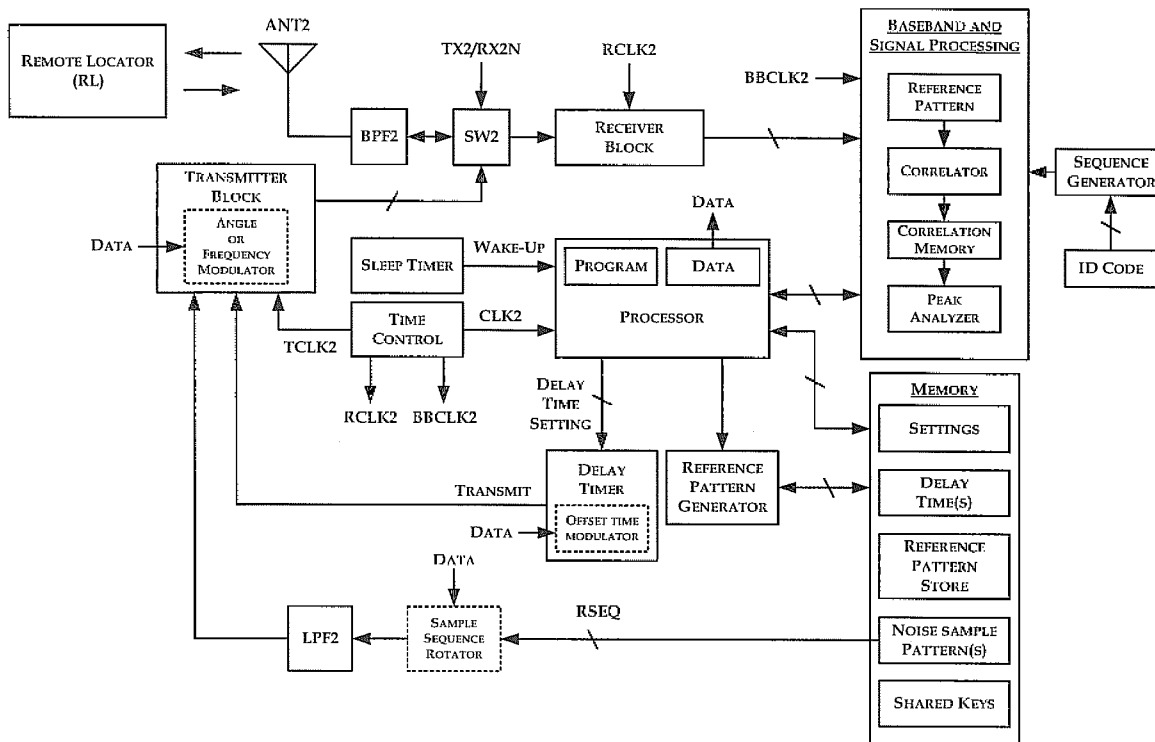 REMOTE LOCATOR
(RL)
ANT2
TX2/RX2N
RCLK2
BBCLK2
BPF2
SW2
RECEIVER
BLOCK
BASEBAND AND
SIGNAL PROCESSING
REFERENCE
PATTERN
CORRELATOR
CORRELATION
MEMORY
PEAK
ANALYZER
SEQUENCE
GENERATOR
ID CODE
TRANSMITTER
BLOCK
ANGLE
OR
FREQUENCY
MODULATOR
DATA
SLEEP TIMER
WAKE-UP
TIME
CONTROL
CLK2
TCLK2
RCLK2
BBCLK2
DATA
PROGRAM
DATA
PROCESSOR
DELAY
TIME
SETTING
DELAY
TIMER
OFFSET TIME
MODULATOR
TRANSMIT
DATA
REFERENCE
PATTERN
GENERATOR
MEMORY
SETTINGS
DELAY
TIME(S)
REFERENCE
PATTERN
STORE
NOISE SAMPLE
PATTERN(S)
SHARED KEYS
DATA
LPF2
SAMPLE
SEQUENCE
ROTATOR
RSEQ